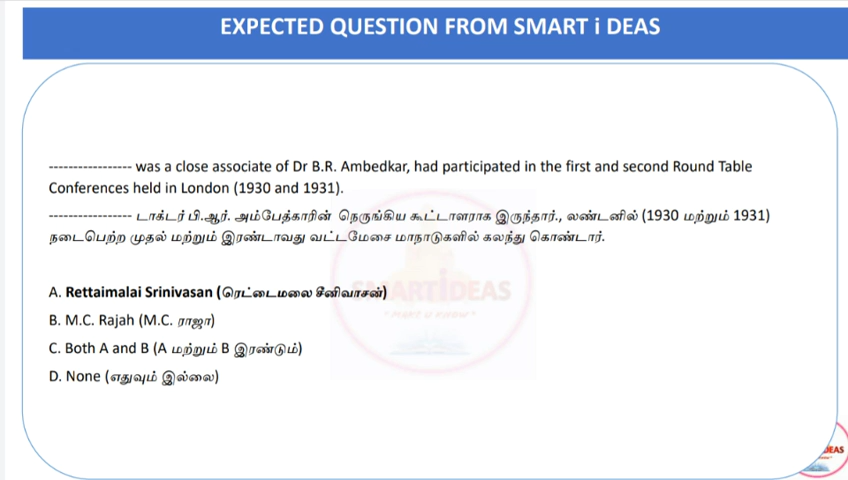 EXPECTED QUESTION FROM SMART i DEAS
----------------- was a close associate of Dr B.R. Ambedkar, had participated in the first and second Round Table
Conferences held in London (1930 and 1931).
----------------- டாக்டர் பி.ஆர். அம்பேத்காரின் நெருங்கிய கூட்டாளராக இருந்தார்., லண்டனில் (1930 மற்றும் 1931)
நடைபெற்ற முதல் மற்றும் இரண்டாவது வட்டமேசை மாநாடுகளில் கலந்து கொண்டார்.
A. Rettaimalai Srinivasan (ரெட்டைமலை சீனிவாசன்)
B. M.C. Rajah (M.C. ராஜா)
C. Both A and B (A மற்றும் B இரண்டும்)
D. None (எதுவும் இல்லை)
SMART iDEAS
DEAS